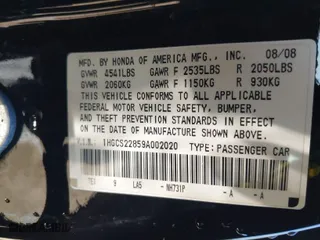 MFD. BY HONDA OF AMERICA MFG., INC. 08/08
GVWR 4541LBS GAWR F 2535LBS R 2050LBS
GVWR 2060KG GAWR F 1150KG R 930KG
THIS VEHICLE CONFORMS TO ALL APPLICABLE
FEDERAL MOTOR VEHICLE SAFETY, BUMPER,
AND THEFT PREVENTION STANDARDS IN EFFECT
ON THE DATE OF MANUFACTURE SHOWN ABOVE.
V.I.N. 1HGCS22859A002020 TYPE: PASSENGER CAR
NH731P -A -A